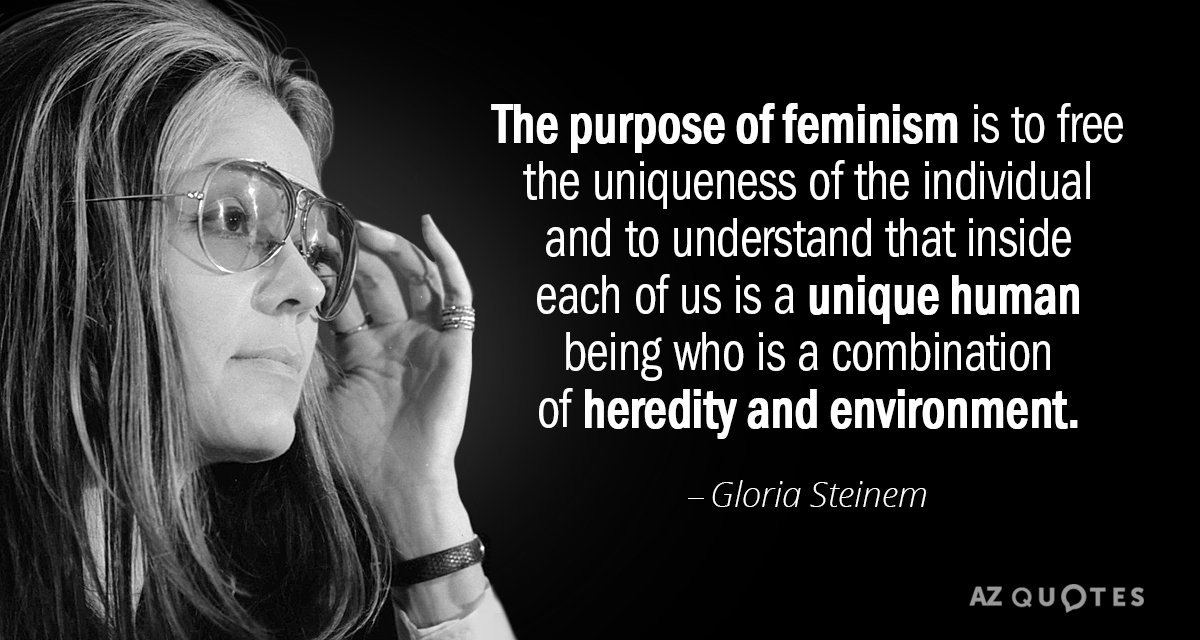 The purpose of feminism is to free
the uniqueness of the individual
and to understand that inside
each of us is a unique human
being who is a combination
of heredity and environment.
– Gloria Steinem
AZ QUOTES